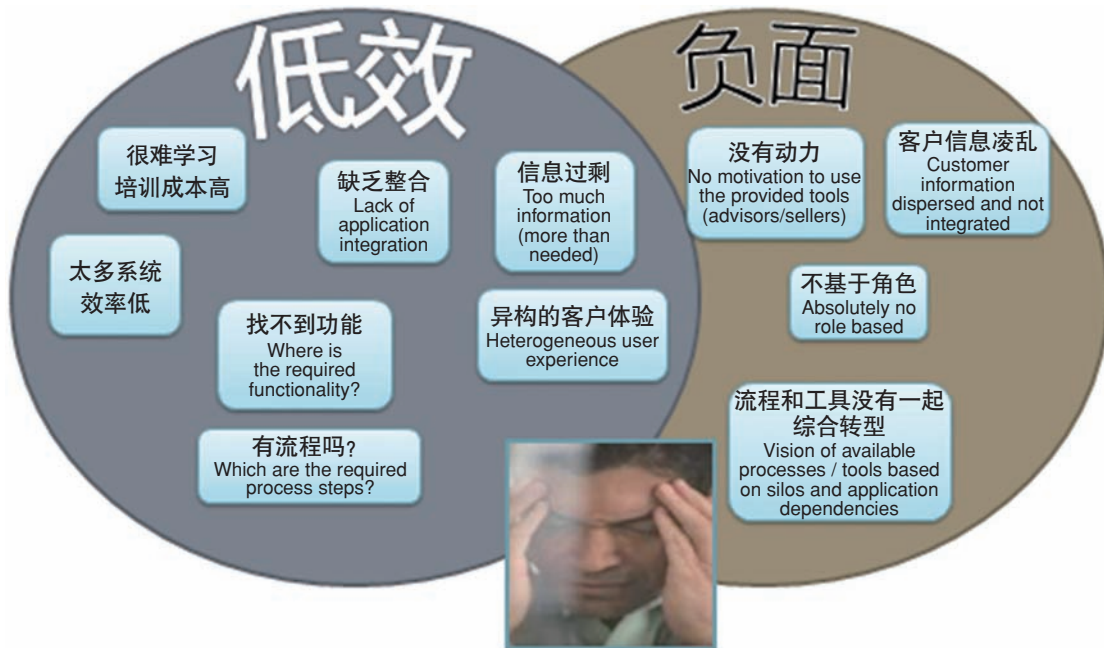 低效
很难学习
培训成本高
缺乏整合
Lack of
application
integration
信息过剩
Too much
information
(more than
needed)
太多系统
效率低
找不到功能
Where is
the required
functionality?
异构的客户体验
Heterogeneous user
experience
有流程吗?
Which are the required
process steps?
负面
没有动力
No motivation to use
the provided tools
(advisors/sellers)
客户信息凌乱
Customer
information
dispersed and not
integrated
不基于角色
Absolutely no
role based
流程和工具没有一起
综合转型
Vision of available
processes / tools based
on silos and application
dependencies